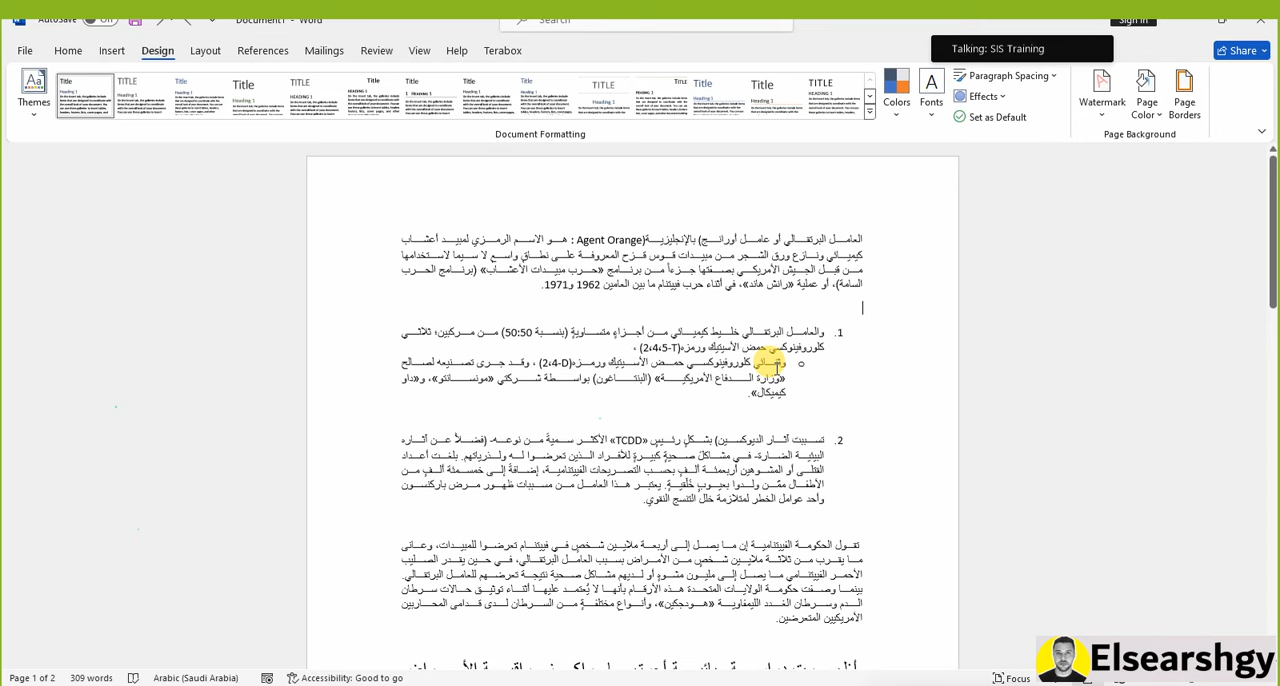 AutoSave Off
Document1 - Word
Search
Sign in
File Home Insert Design Layout References Mailings Review View Help Terabox
Talking: SIS Training
Share
Themes
Colors
Fonts
Paragraph Spacing
Effects
Set as Default
Watermark
Page Color
Page Borders
Document Formatting
Page Background
العامل البرتقالي أو عامل أورانج) بالإنجليزية(Agent Orange : هو الاسم الرمزي لمبيد أعشاب
كيميائي ونازع ورق الشجر من مبيدات قوس قزح المعروفة على نطاق واسع لا سيما لاستخدامها
من قبل الجيش الأمريكي بصفتها جزءاً من برنامج «حرب مبيدات الأعشاب» (برنامج الحرب
السامة)، أو عملية «رانش هاند»، في أثناء حرب فييتنام ما بين العامين 1962 و1971.
1. والعامل البرتقالي خليط كيميائي من أجزاءٍ متساويةٍ (بنسبة 50:50) من مركبين؛ ثلاثي
كلوروفينوكسي حمض الأسيتيك ورمزه(2،4،5-T) ،
o وثنائي كلوروفينوكسي حمض الأسيتيك ورمزه(2،4-D) ، وقد جرى تصنيعه لصالح
«وزارة الدفاع الأمريكية» (البنتاغون) بواسطة شركتي «مونسانتو»، و«داو
كيميكال».
2. تسببت آثار الديوكسين) بشكلٍ رئيسٍ «TCDD» الأكثر سميةً من نوعه- (فضلاً عن آثاره
البيئية الضارة- في مشاكلَ صحيةٍ كبيرةٍ للأفراد الذين تعرضوا له ولذرياتهم. بلغت أعداد
القتلى أو المشوهين أربعمئة ألفٍ بحسب التصريحات الفييتنامية، إضافةً إلى خمسمئة ألفٍ من
الأطفال ممّن ولدوا بعيوبٍ خَلْقيةٍ. يعتبر هذا العامل من مسببات ظهور مرض باركنسون
وأحد عوامل الخطر لمتلازمة خلل التنسج النقوي.
تقول الحكومة الفييتنامية إن ما يصل إلى أربعة ملايين شخصٍ في فييتنام تعرضوا للمبيدات، وعانى
ما يقرب من ثلاثة ملايين شخصٍ من الأمراض بسبب العامل البرتقالي، في حين يقدر الصليب
الأحمر الفييتنامي ما يصل إلى مليون مشوهٍ أو لديهم مشاكل صحية نتيجة تعرضهم للعامل البرتقالي.
بينما وصفت حكومة الولايات المتحدة هذه الأرقام بأنها لا يُعتمد عليها أثناء توثيق حالات سرطان
الدم وسرطان الغدد الليمفاوية «هودجكين»، وأنواع مختلفةٍ من السرطان لدى قدامى المحاربين
الأمريكيين المتعرضين.
Elsearshgy
Page 1 of 2
309 words
Arabic (Saudi Arabia)
Accessibility: Good to go
Focus